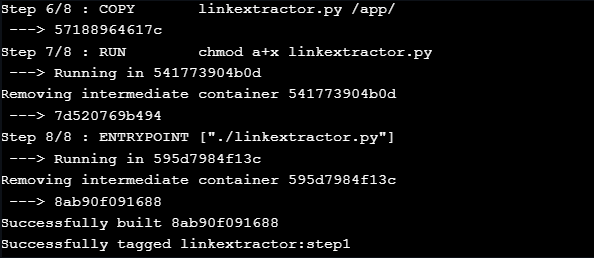 Step 6/8 : COPY       linkextractor.py /app/
 ---> 57188964617c
Step 7/8 : RUN        chmod a+x linkextractor.py
 ---> Running in 541773904b0d
Removing intermediate container 541773904b0d
 ---> 7d520769b494
Step 8/8 : ENTRYPOINT ["./linkextractor.py"]
 ---> Running in 595d7984f13c
Removing intermediate container 595d7984f13c
 ---> 8ab90f091688
Successfully built 8ab90f091688
Successfully tagged linkextractor:step1